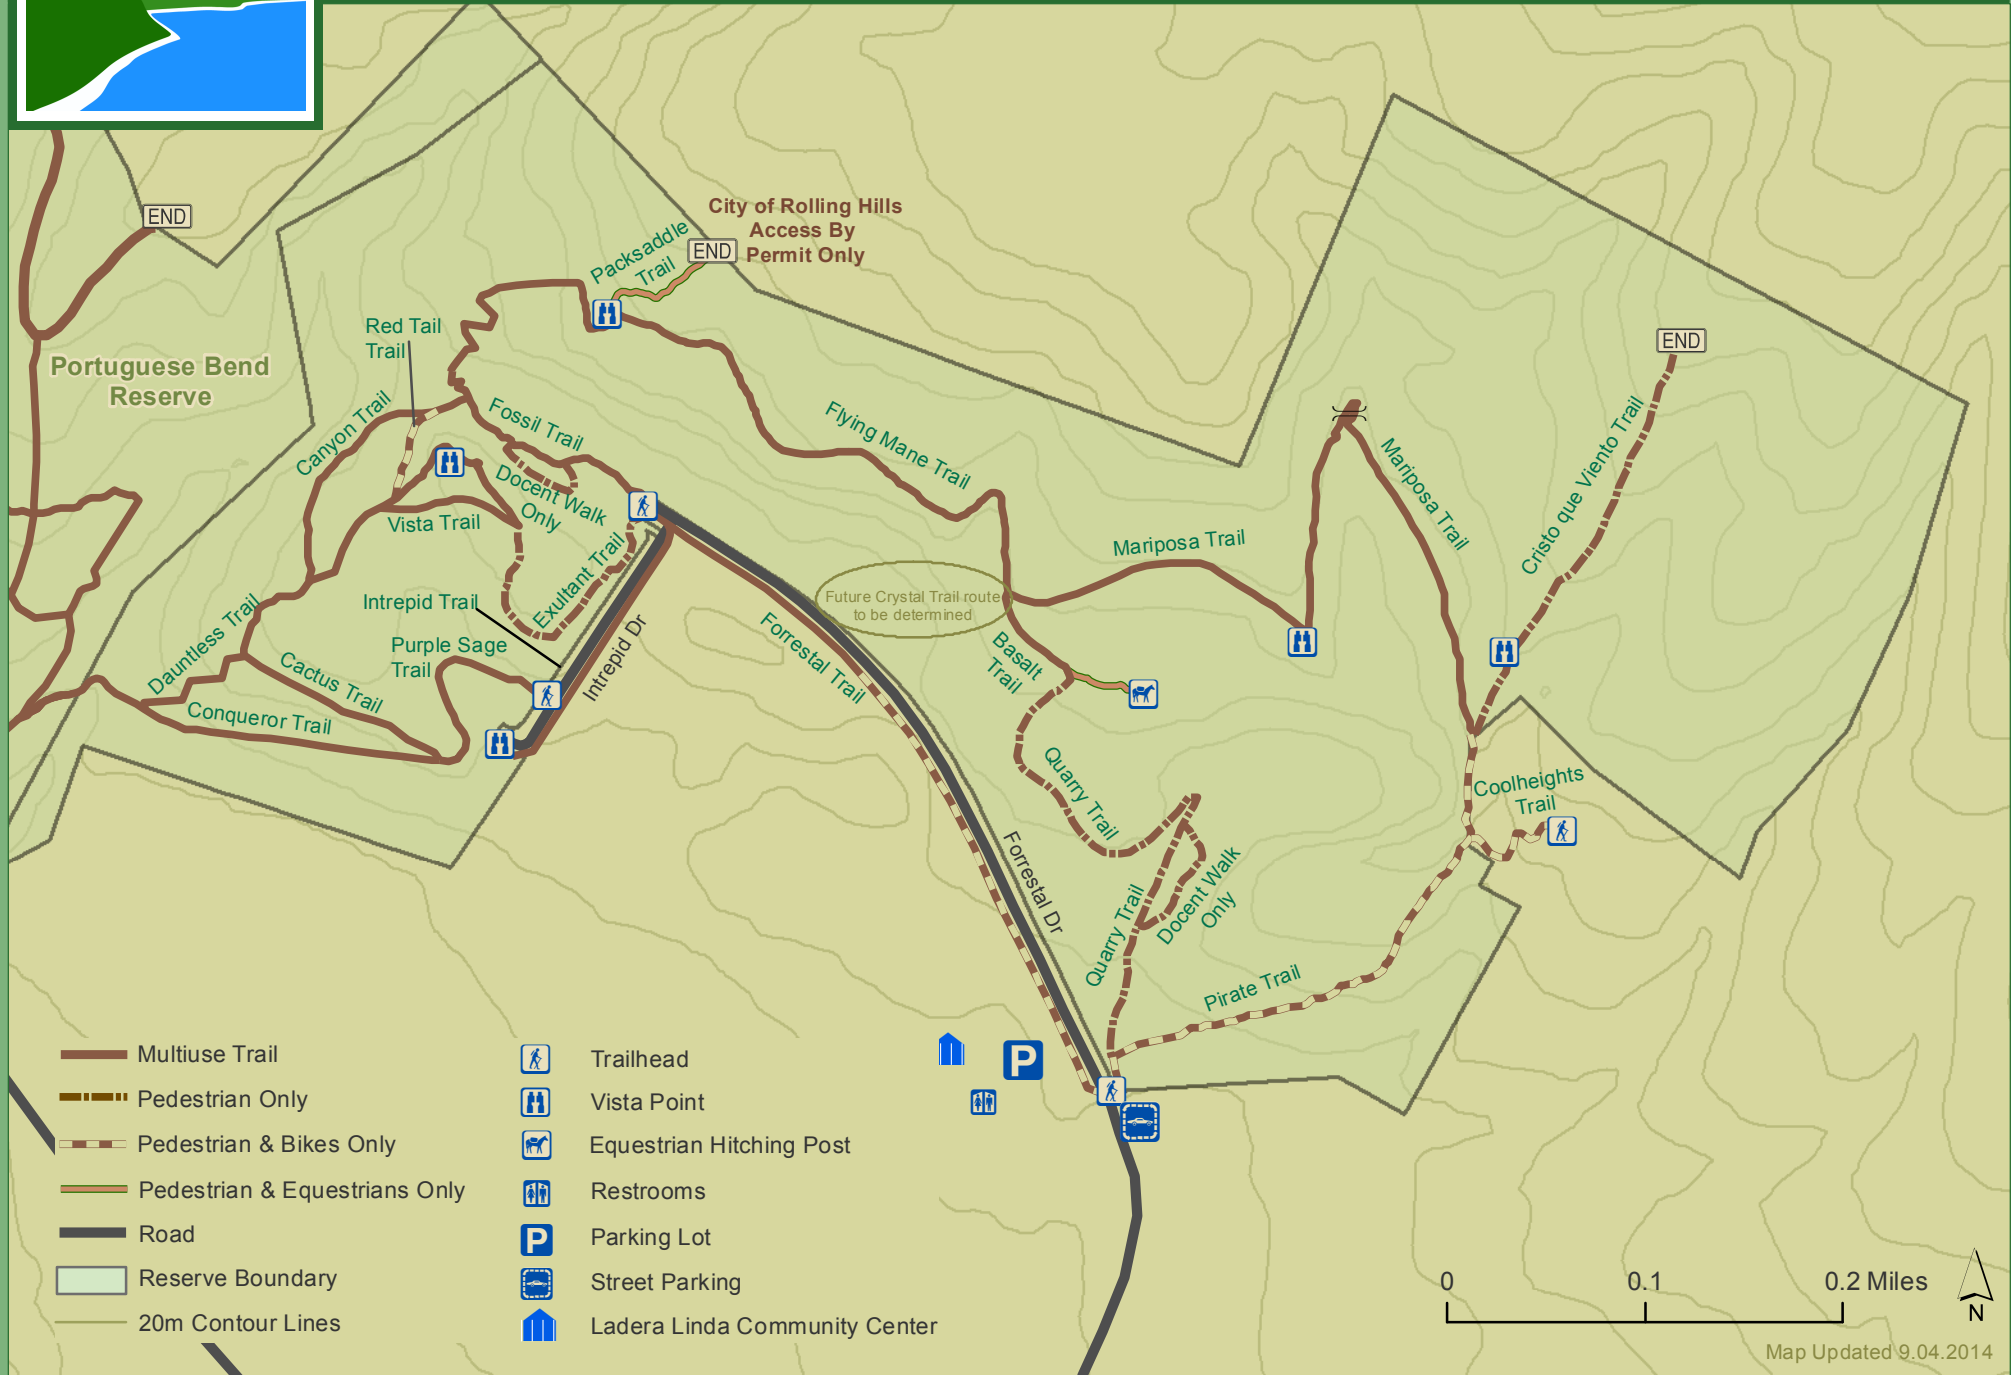 END
City of Rolling Hills
Access By
Permit Only
Packsaddle
Trail
END
Red Tail
Trail
END
Portuguese Bend
Reserve
Canyon Trail
Fossil Trail
Flying Mane Trail
Mariposa Trail
Cristo que Viento Trail
Docent Walk
Only
Vista Trail
Mariposa Trail
Exultant Trail
Intrepid Trail
Future Crystal Trail route
to be determined
Dauntless Trail
Purple Sage
Trail
Intrepid Dr
Forrestal Trail
Basalt
Trail
Cactus Trail
Conqueror Trail
Quarry Trail
Coolheights
Trail
Forrestal Dr
Docent Walk
Only
Quarry Trail
Pirate Trail
P
Multiuse Trail
Pedestrian Only
Pedestrian & Bikes Only
Pedestrian & Equestrians Only
Road
Reserve Boundary
20m Contour Lines
Trailhead
Vista Point
Equestrian Hitching Post
Restrooms
P Parking Lot
Street Parking
Ladera Linda Community Center
0 0.1 0.2 Miles
N
Map Updated 9.04.2014